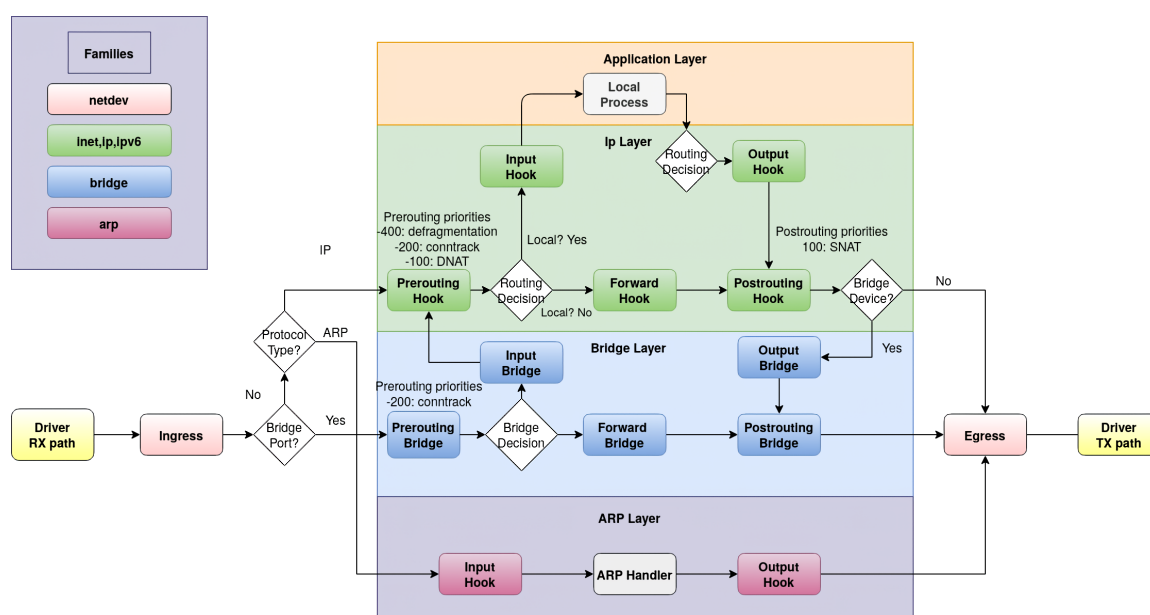 Families
netdev
inet,ip,ipv6
bridge
arp
Application Layer
Local
Process
Ip Layer
Routing
Decision
Output
Hook
Input
Hook
Prerouting priorities
-400: defragmentation
-200: conntrack
-100: DNAT
Local? Yes
Postrouting priorities
100: SNAT
IP
Prerouting
Hook
Routing
Decision
Local? No
Forward
Hook
Postrouting
Hook
Bridge
Device?
No
Yes
Protocol
Type?
ARP
Bridge Layer
Input
Bridge
Output
Bridge
Prerouting priorities
-200: conntrack
No
Yes
Driver
RX path
Ingress
Bridge
Port?
Prerouting
Bridge
Bridge
Decision
Forward
Bridge
Postrouting
Bridge
Egress
Driver
TX path
ARP Layer
Input
Hook
ARP Handler
Output
Hook